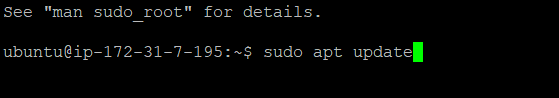 See "man sudo_root" for details.
ubuntu@ip-172-31-7-195:~$ sudo apt update